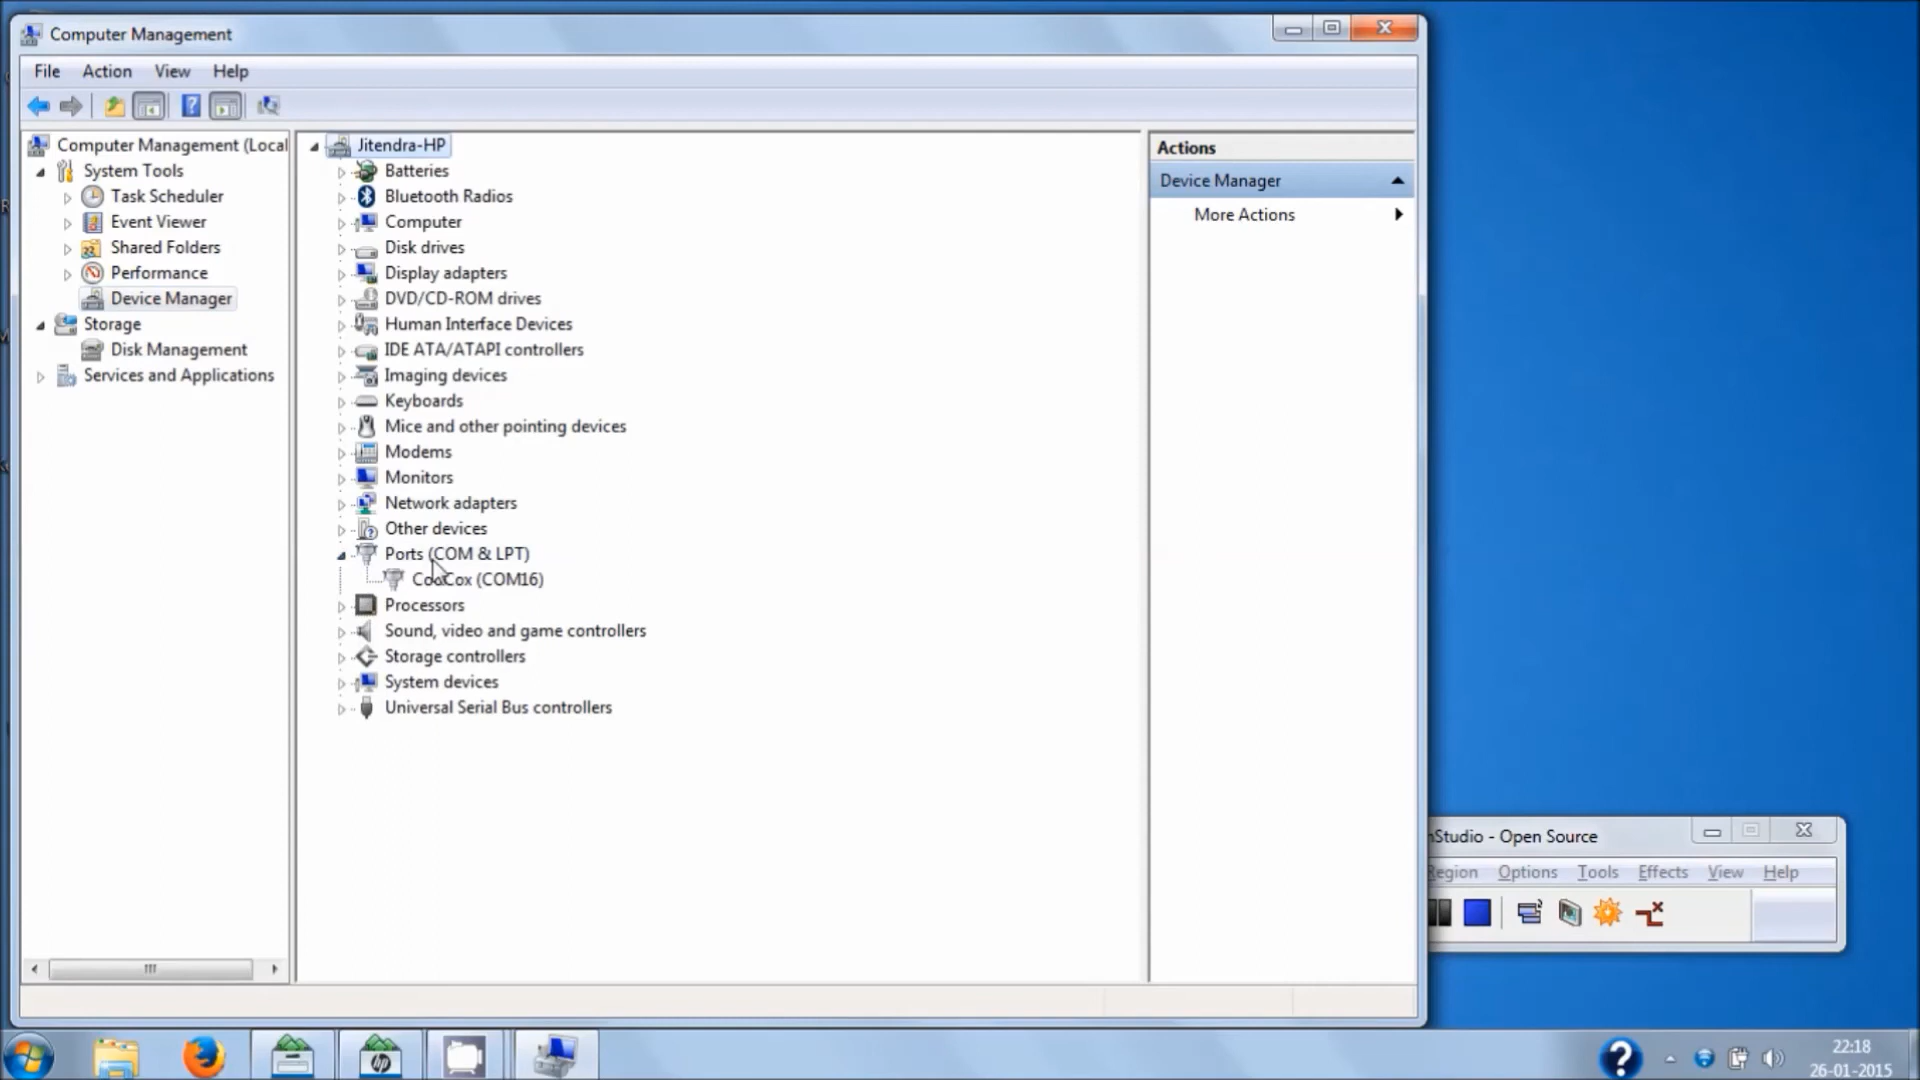 Computer Management
File Action View Help
Computer Management (Local
System Tools
Task Scheduler
Event Viewer
Shared Folders
Performance
Device Manager
Storage
Disk Management
Services and Applications
Jitendra-HP
Batteries
Bluetooth Radios
Computer
Disk drives
Display adapters
DVD/CD-ROM drives
Human Interface Devices
IDE ATA/ATAPI controllers
Imaging devices
Keyboards
Mice and other pointing devices
Modems
Monitors
Network adapters
Other devices
Ports (COM & LPT)
CooCox (COM16)
Processors
Sound, video and game controllers
Storage controllers
System devices
Universal Serial Bus controllers
Actions
Device Manager
More Actions
mStudio - Open Source
Region Options Tools Effects View Help
hp
22:18
26-01-2015